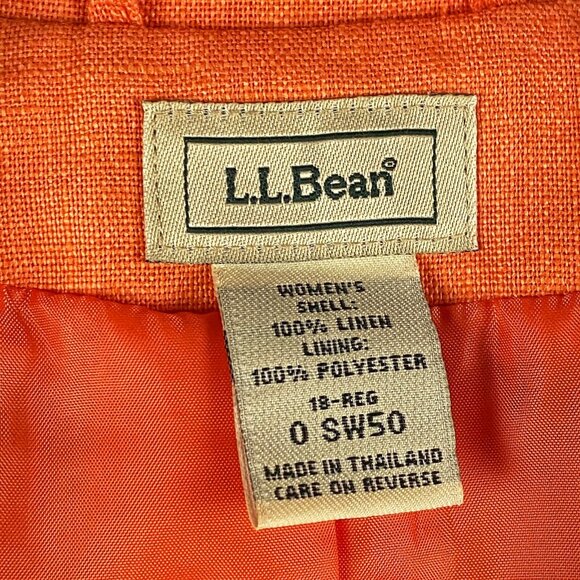 L.L.Bean®
WOMEN'S
SHELL:
100% LINEN
LINING:
100% POLYESTER
18-REG
0 SW50
MADE IN THAILAND
CARE ON REVERSE